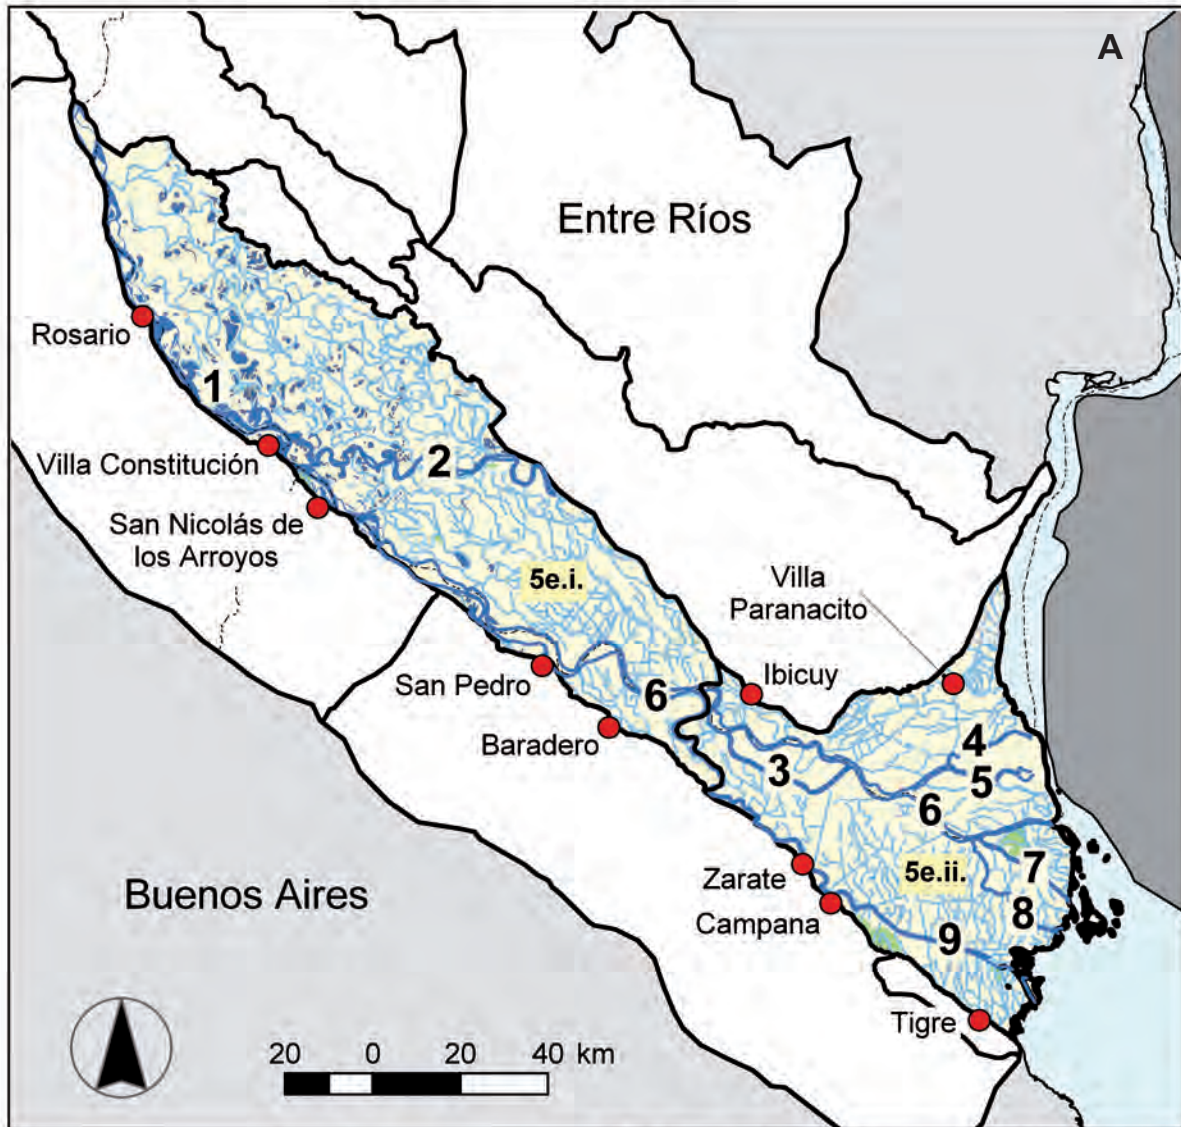 A
Entre Ríos
Rosario
1
Villa Constitución
2
San Nicolás de
los Arroyos
5e.i.
Villa
Paranacito
San Pedro
6
Ibicuy
Baradero
3
4
5
6
Zarate
5e.ii.
7
Buenos Aires
Campana
8
9
Tigre
20 0 20 40 km